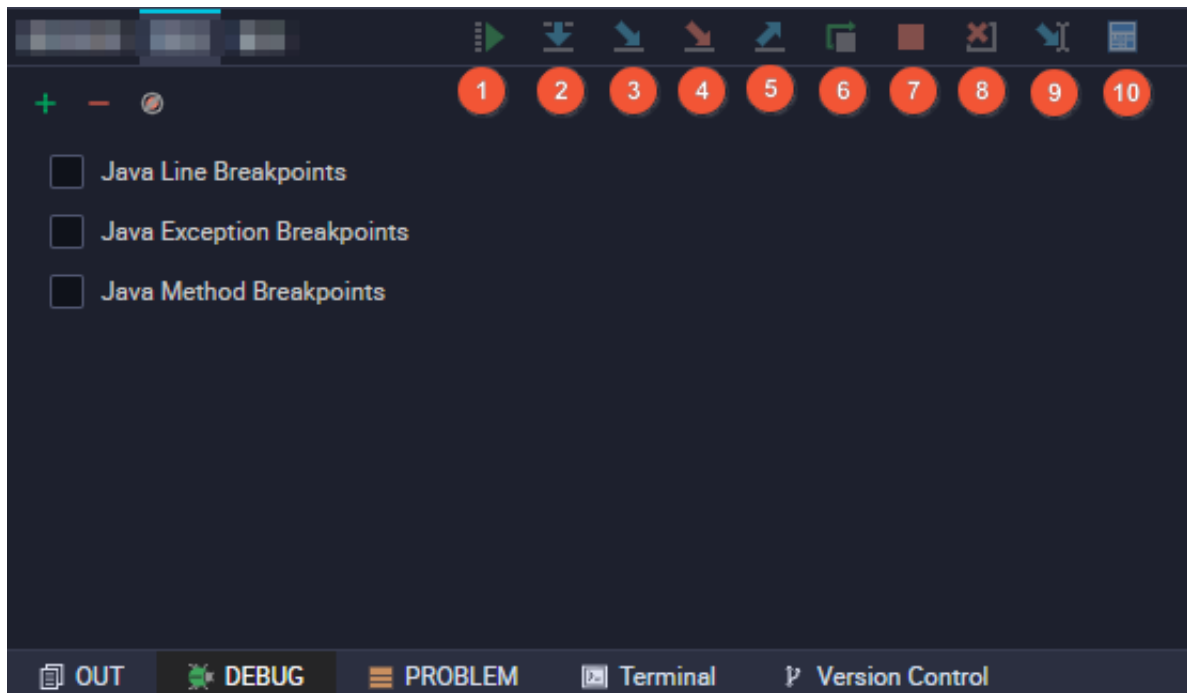 1 2 3 4 5 6 7 8 9 10
Java Line Breakpoints
Java Exception Breakpoints
Java Method Breakpoints
OUT DEBUG PROBLEM Terminal Version Control